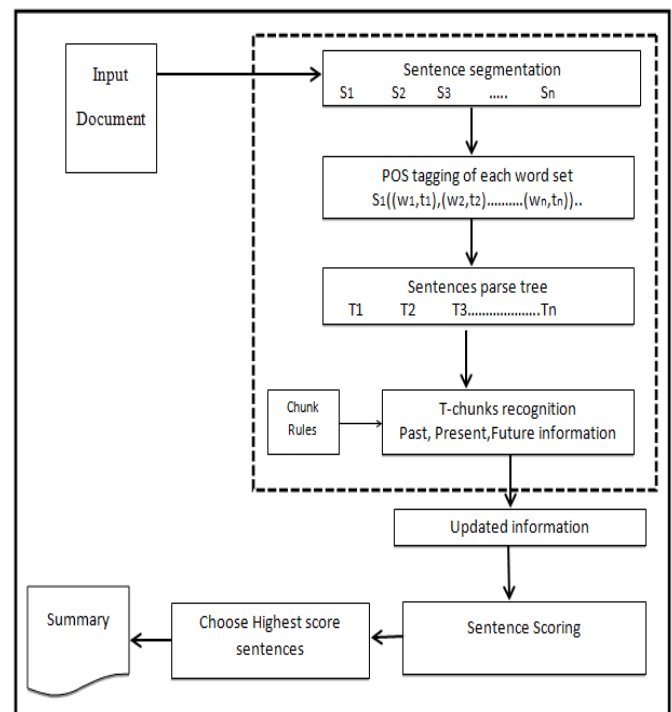 Input
Document
Sentence segmentation
S1 S2 S3 ..... Sn
POS tagging of each word set
S1((w1,t1),(w2,t2)..........(wn,tn))..
Sentences parse tree
T1 T2 T3....................Tn
Chunk
Rules
T-chunks recognition
Past, Present,Future information
Updated information
Sentence Scoring
Choose Highest score
sentences
Summary